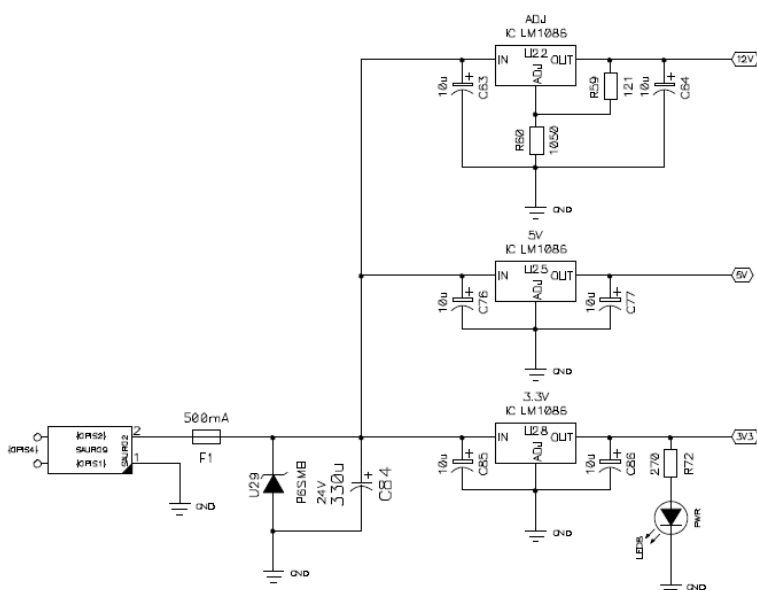 ADJ
IC LM1086
IN U22 OUT
ADJ
10u C63
R59 121
10u C64
12V
R60 1050
GND
5V
IC LM1086
IN U25 OUT
ADJ
10u C76
10u C77
5V
GND
3.3V
IC LM1086
IN U28 OUT
ADJ
10u C85
10u C86
3V3
270 R72
PWR
LED8
GND
GND
500mA
F1
2
1
GND
U29
P6SMB
24V
330u
C84
GND